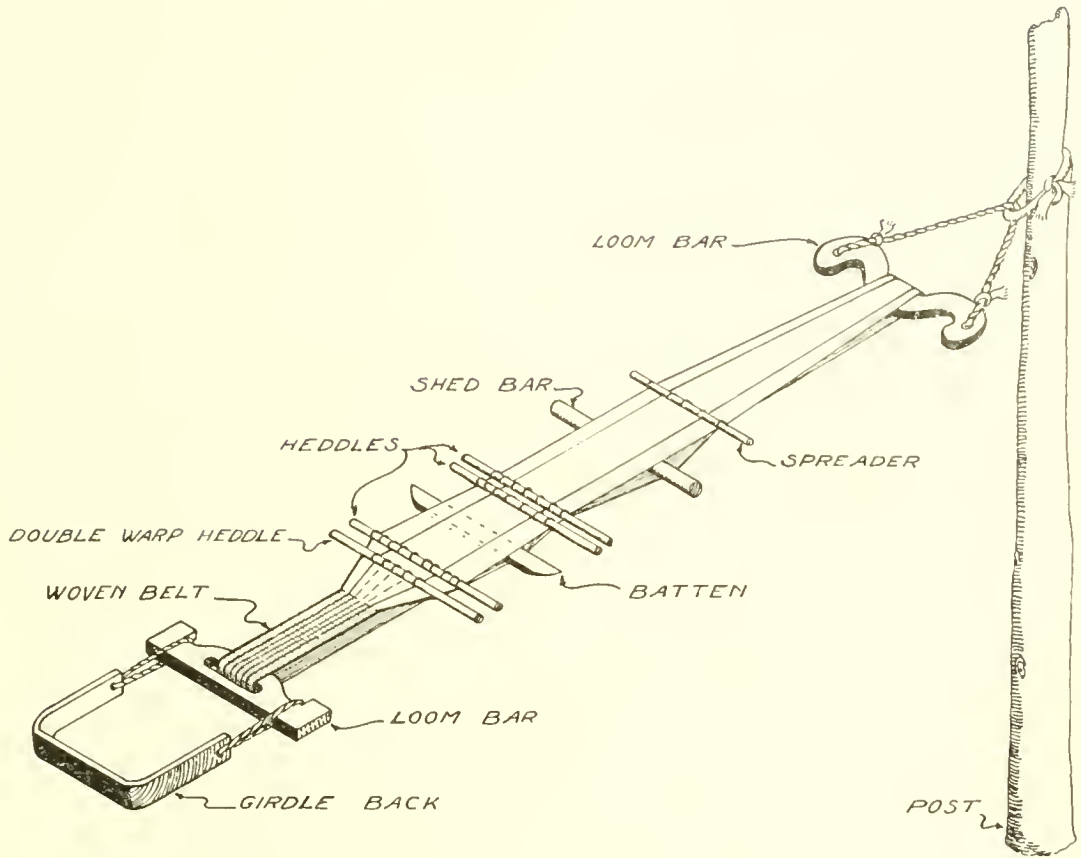 LOOM BAR
SHED BAR
HEDDLES
SPREADER
DOUBLE WARP HEDDLE
BATTEN
WOVEN BELT
LOOM BAR
GIRDLE BACK
POST